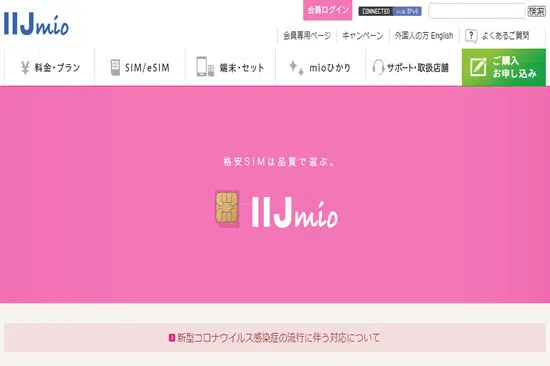 IIJmio
会員ログイン
CONNECTED via IPv6
検索
会員専用ページ
キャンペーン
外国人の方 English
? よくあるご質問
¥ 料金・プラン
SIM/eSIM
端末・セット
mioひかり
サポート・取扱店舗
ご購入
お申し込み
格安SIMは品質で選ぶ。
IIJmio
新型コロナウイルス感染症の流行に伴う対応について